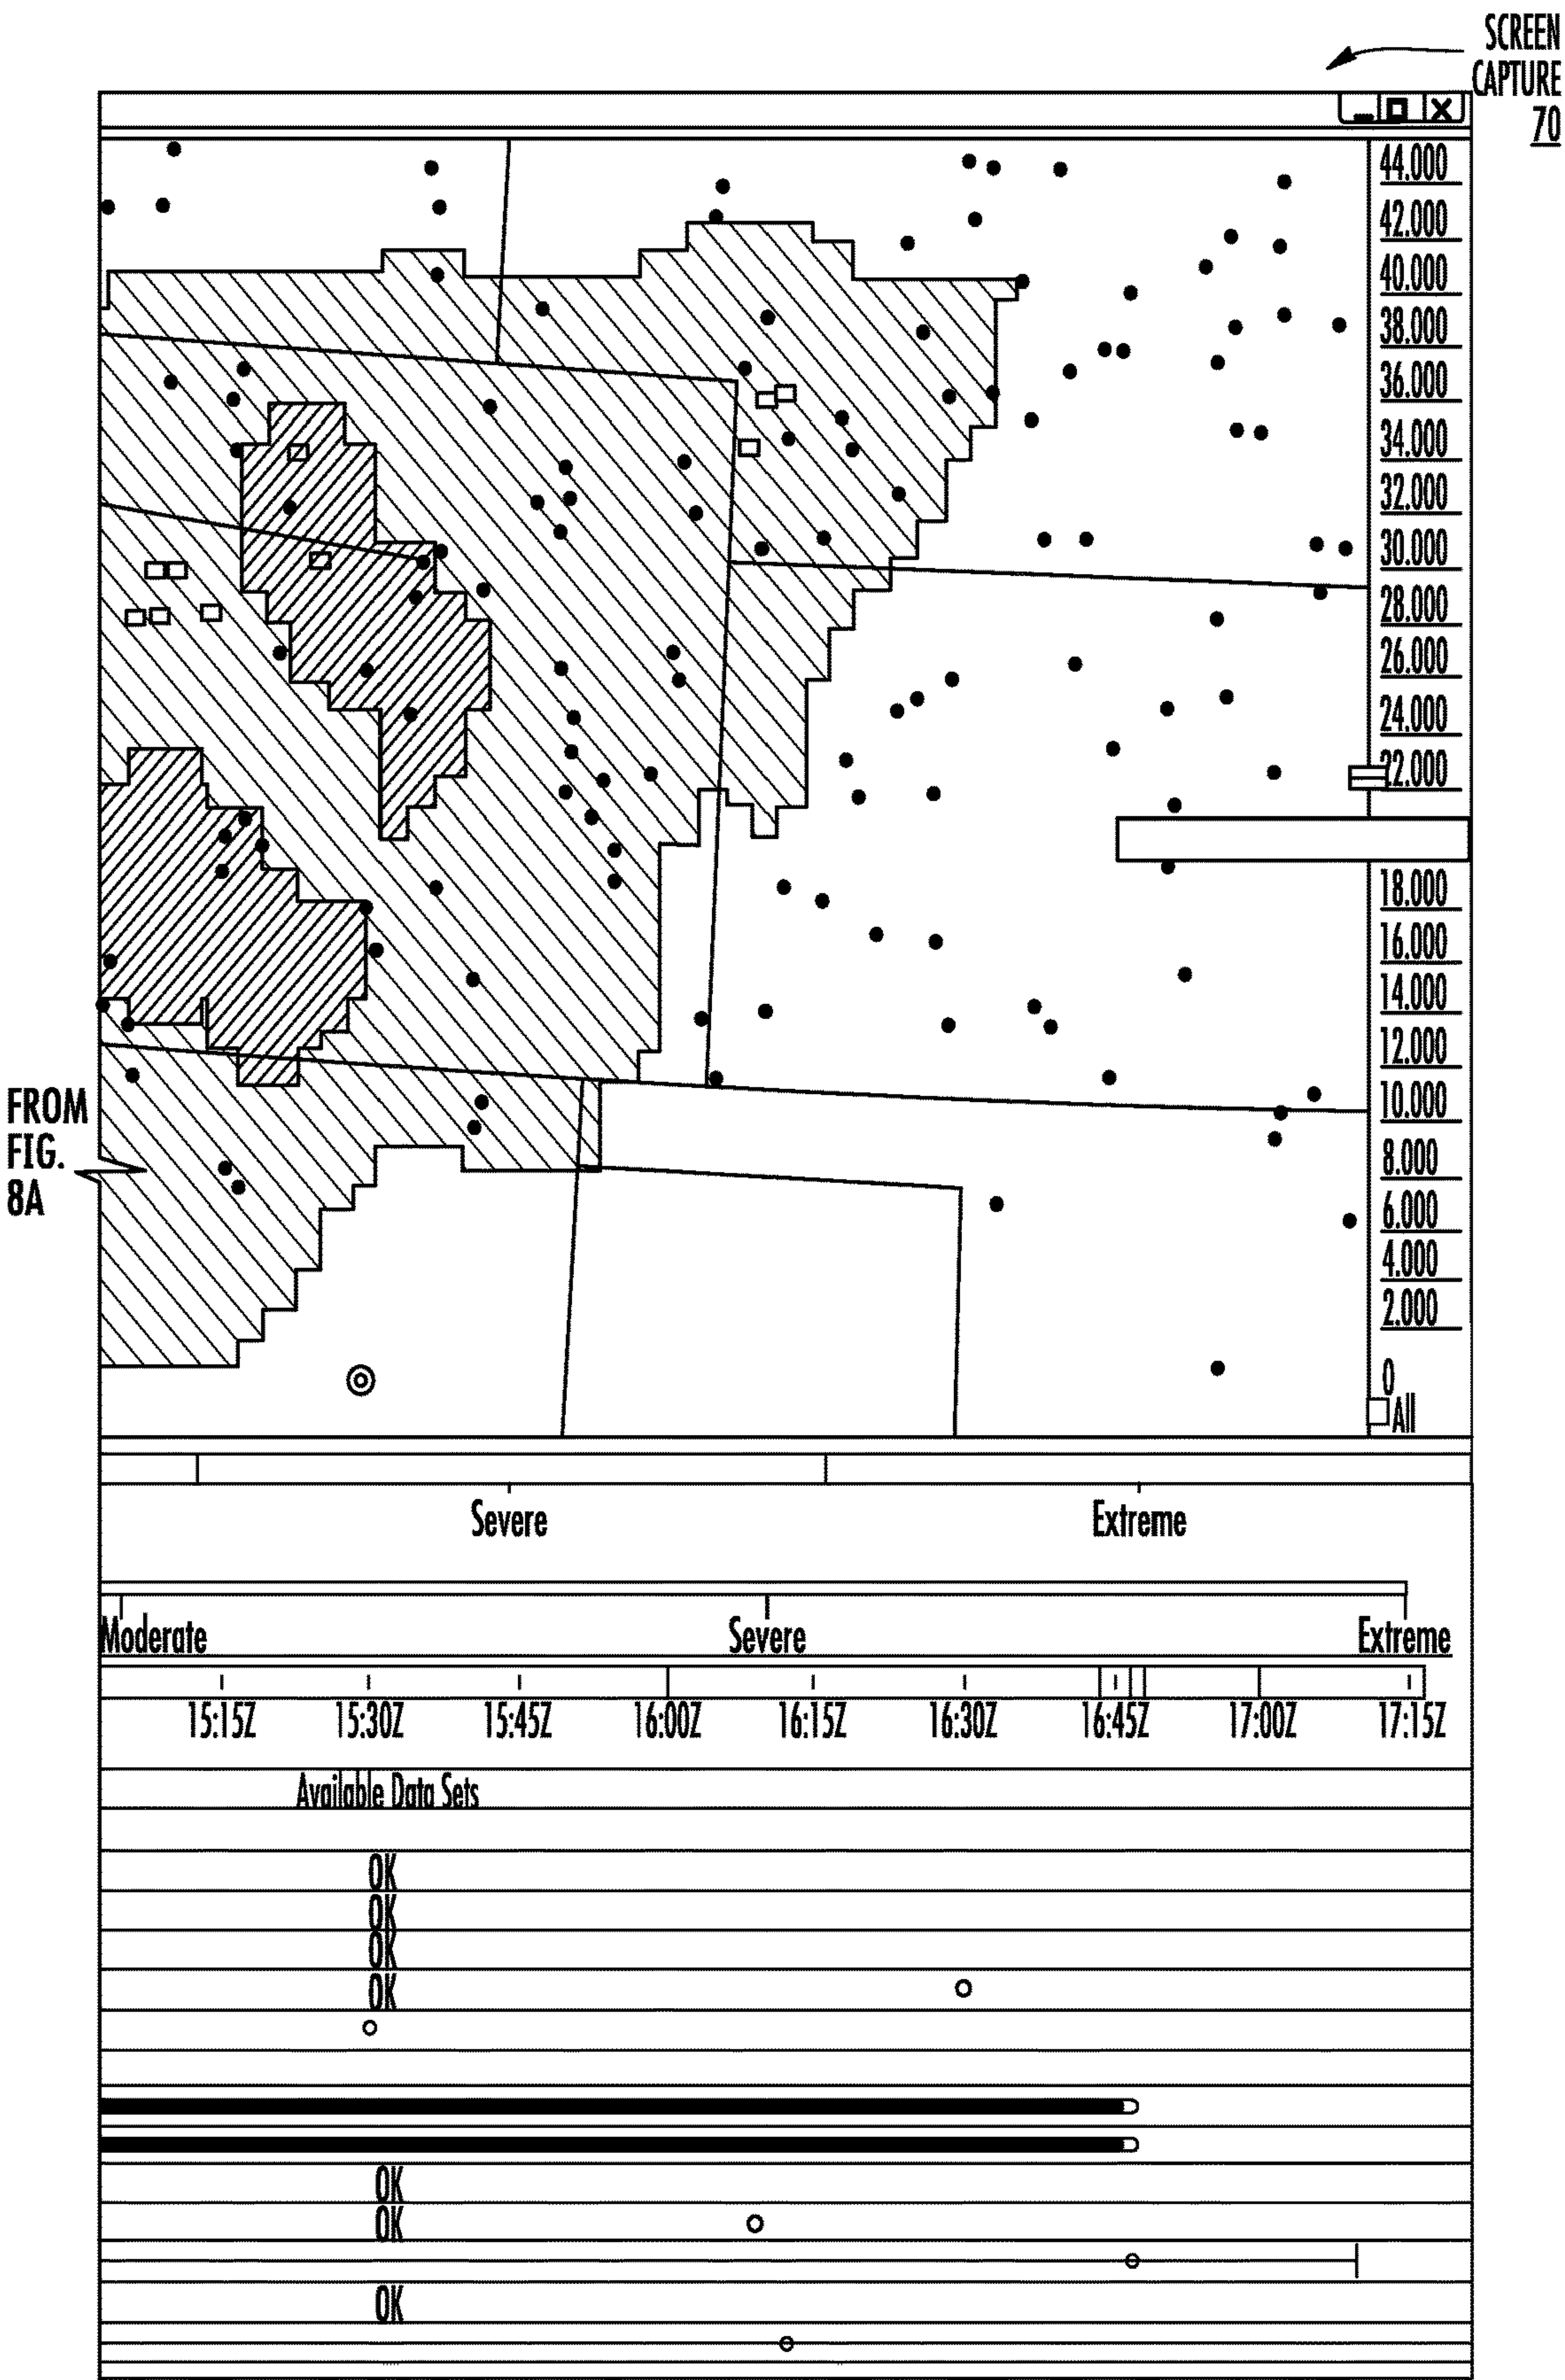 SCREEN
CAPTURE
70
44.000
42.000
40.000
38.000
36.000
34.000
32.000
30.000
28.000
26.000
24.000
22.000
18.000
16.000
14.000
12.000
10.000
8.000
6.000
4.000
2.000
0
All
FROM
FIG.
8A
Severe Extreme
Moderate Severe Extreme
15:15Z 15:30Z 15:45Z 16:00Z 16:15Z 16:30Z 16:45Z 17:00Z 17:15Z
Available Data Sets
OK
OK
OK
OK
OK
OK
OK